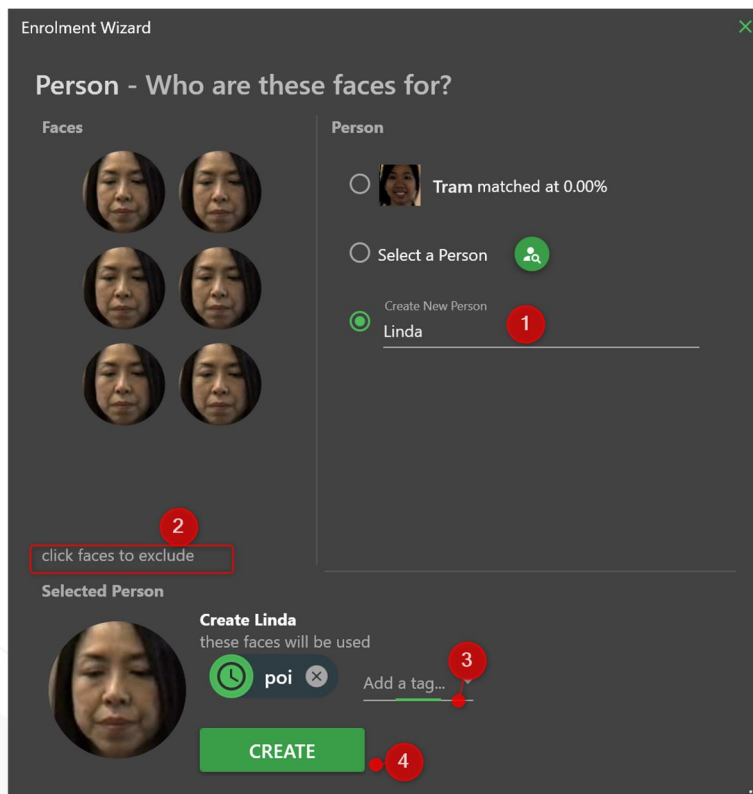 Enrolment Wizard
Person - Who are these faces for?
Faces
Person
Tram matched at 0.00%
Select a Person
Create New Person
Linda
1
2
click faces to exclude
Selected Person
Create Linda
these faces will be used
poi
Add a tag...
3
CREATE
4